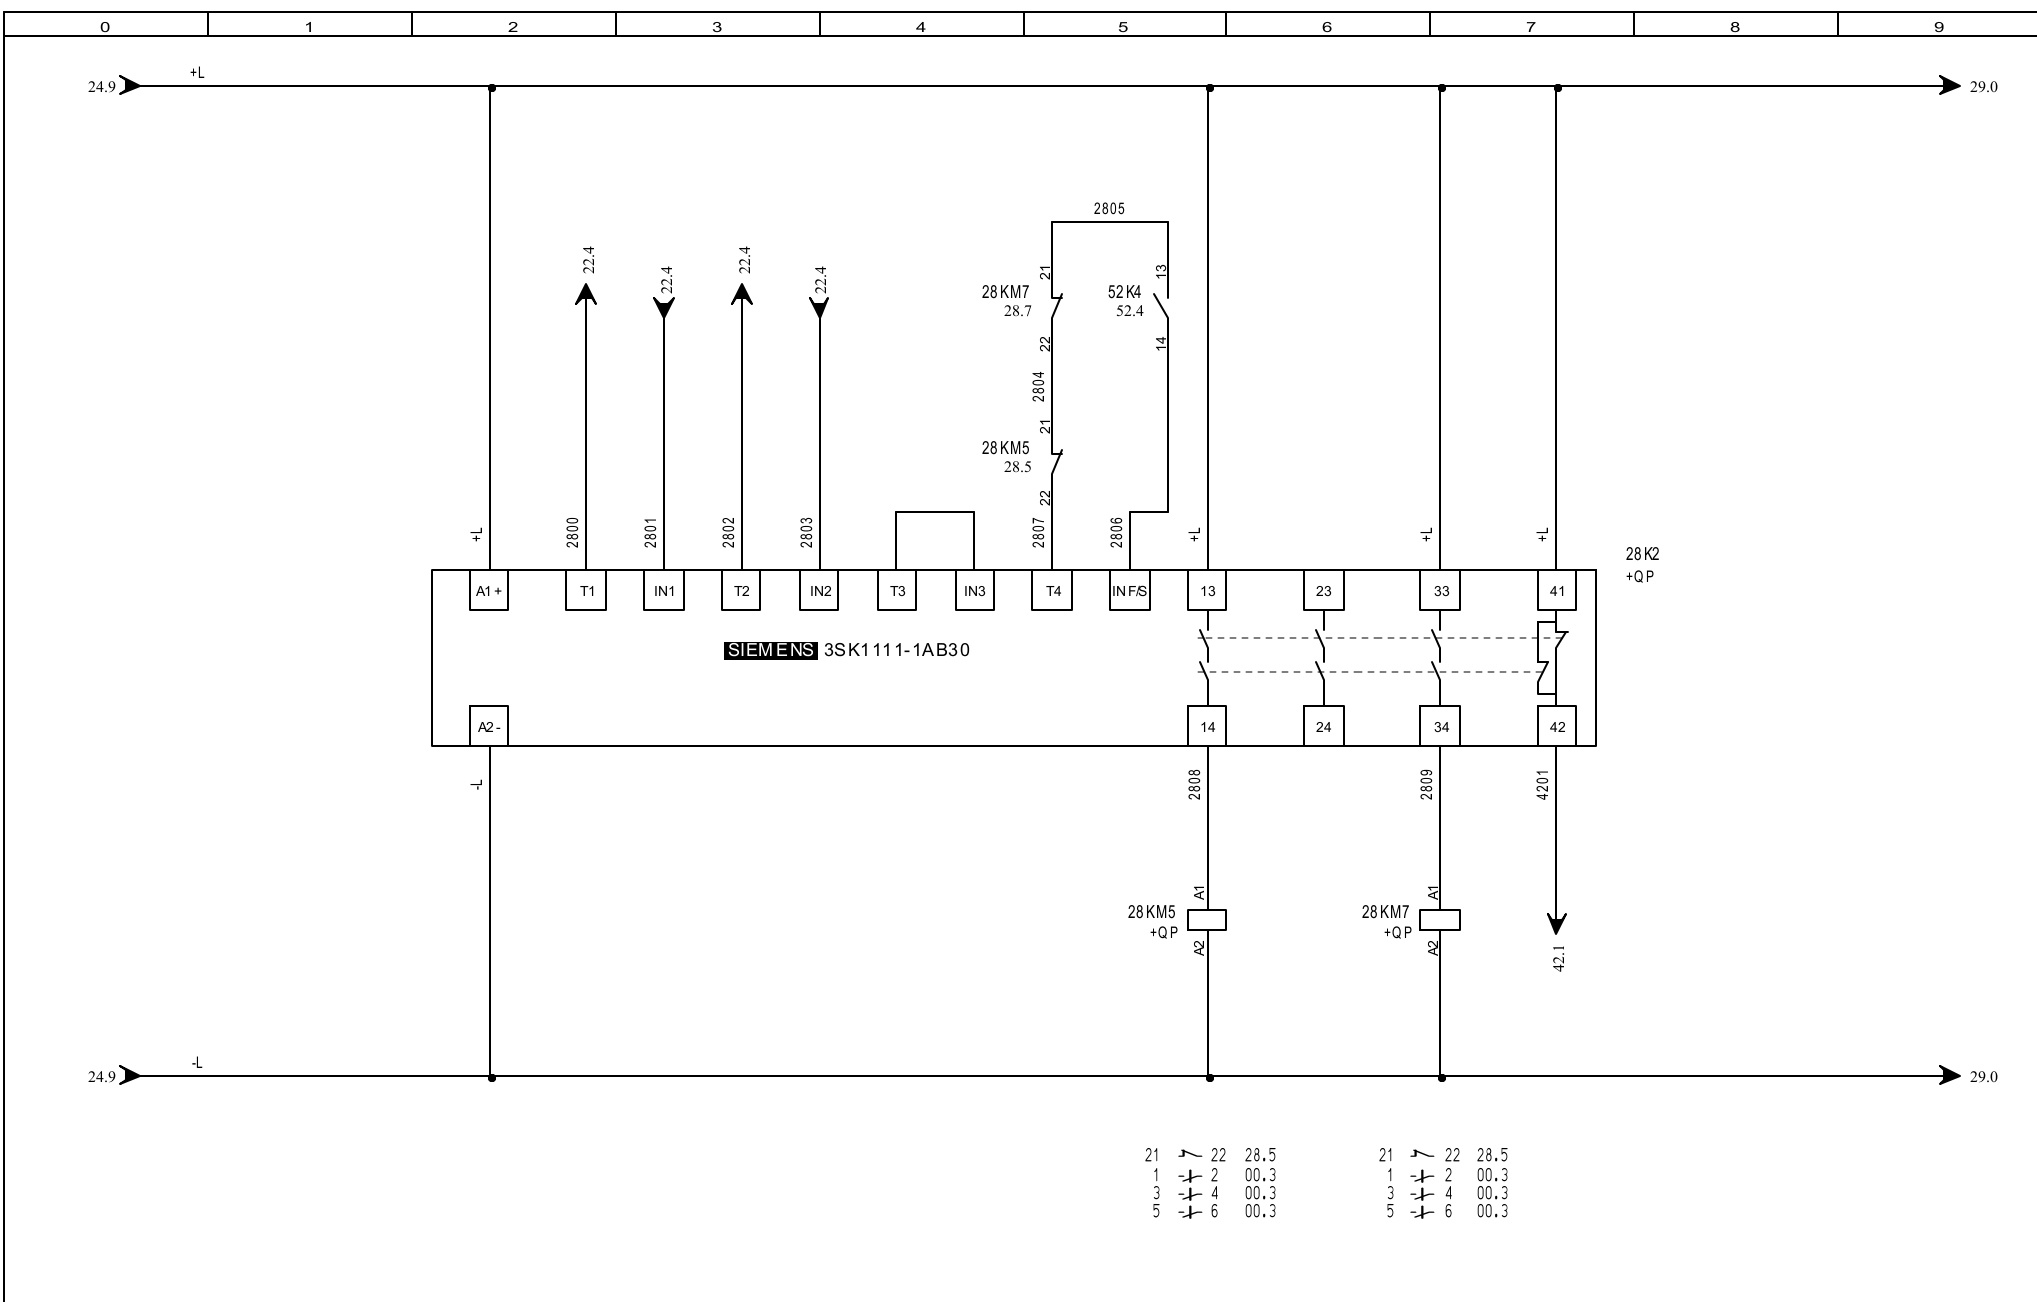 0 1 2 3 4 5 6 7 8 9
+L
24.9 29.0
2805
22.4 22.4 22.4 22.4
21 13
28KM7 52K4
28.7 52.4
22 14
2804
21
28KM5
28.5
22
+L 2800 2801 2802 2803 2807 2806 +L +L +L
28K2
+QP
A1+ T1 IN1 T2 IN2 T3 IN3 T4 INF/S 13 23 33 41
SIEMENS 3SK1111-1AB30
A2- 14 24 34 42
-L 2808 2809 4201
A1 A1
28KM5 28KM7
+QP +QP
A2 A2
42.1
-L
24.9 29.0
21 22 28.5 21 22 28.5
1 2 00.3 1 2 00.3
3 4 00.3 3 4 00.3
5 6 00.3 5 6 00.3